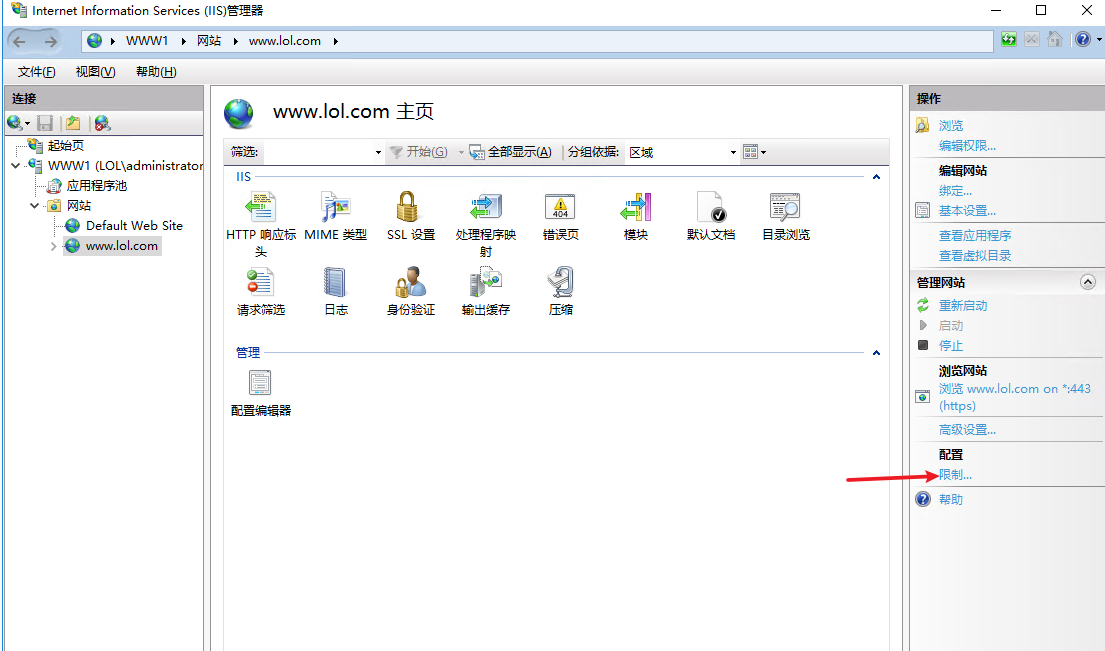 Internet Information Services (IIS)管理器
WWW1 网站 www.lol.com
文件(F) 视图(V) 帮助(H)
连接
起始页
WWW1 (LOL\administrator
应用程序池
网站
Default Web Site
www.lol.com
www.lol.com 主页
筛选: 开始(G) 全部显示(A) 分组依据: 区域
IIS
HTTP 响应标头
MIME 类型
SSL 设置
处理程序映射
错误页
404
模块
默认文档
目录浏览
请求筛选
日志
身份验证
输出缓存
压缩
管理
配置编辑器
操作
浏览
编辑权限...
编辑网站
绑定...
基本设置...
查看应用程序
查看虚拟目录
管理网站
重新启动
启动
停止
浏览网站
浏览 www.lol.com on *:443
(https)
高级设置...
配置
限制...
帮助